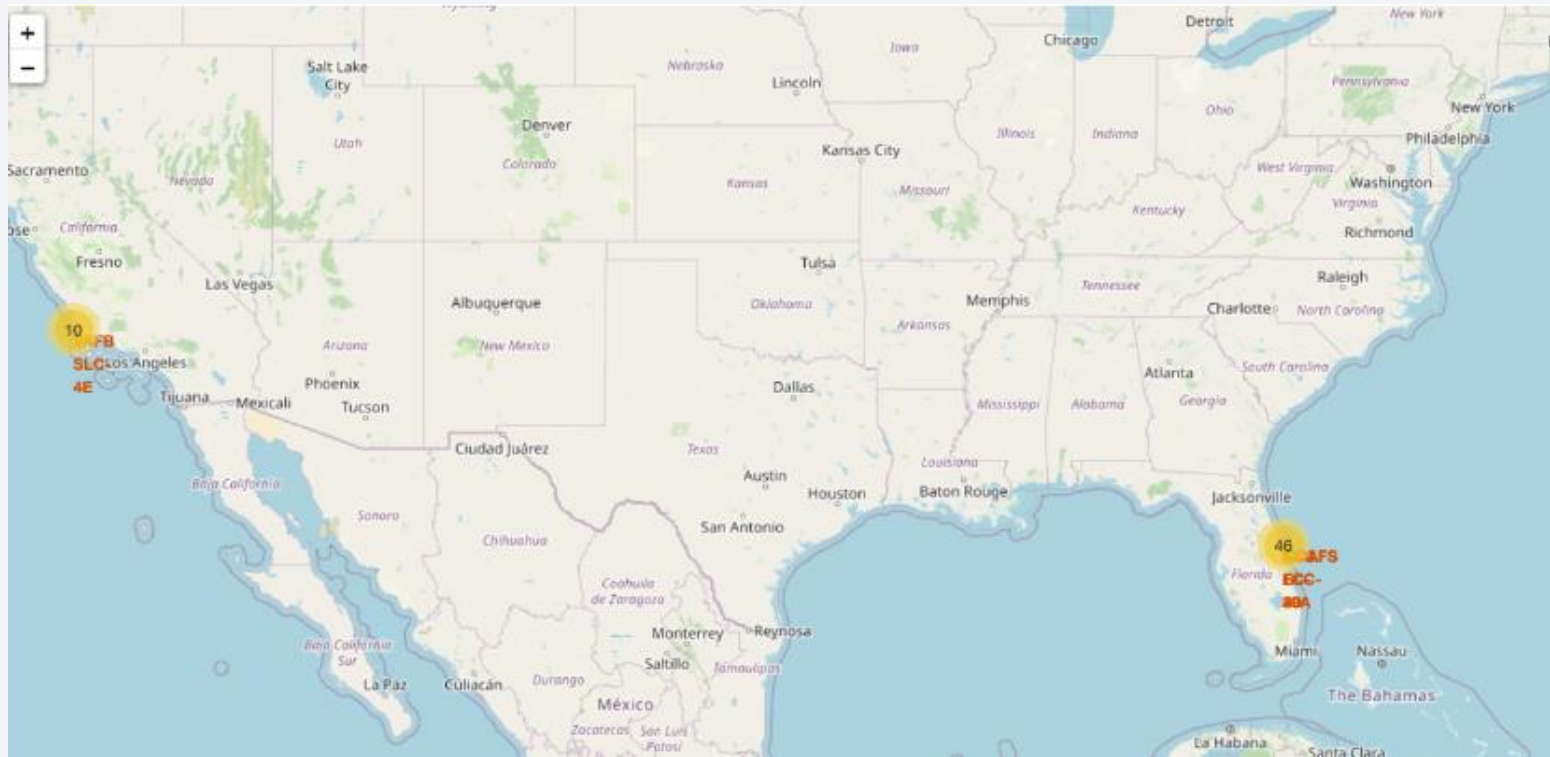 +
New York
Detroit
Chicago
Iowa
−
Salt Lake
City
Nebraska
Lincoln
Pennsylvania
New York
Ohio
Denver
Illinois
Indiana
Philadelphia
Utah
Kansas City
Colorado
West Virginia
Sacramento
Nevada
Kansas
Missouri
Washington
Virginia
Kentucky
California
Richmond
Fresno
Tulsa
Las Vegas
Raleigh
Tennessee
Albuquerque
Memphis
Oklahoma
Charlotte
North Carolina
Arkansas
10
Arizona
New Mexico
SLC-
Los Angeles
4E
South Carolina
Atlanta
Phoenix
Dallas
Tijuana
Mexicali
Tucson
Mississippi
Alabama
Georgia
Ciudad Juárez
Texas
Louisiana
Austin
Baja California
Houston
Baton Rouge
Jacksonville
Sonora
San Antonio
Chihuahua
46
Florida
Coahuila
de Zaragoza
Monterrey
Reynosa
Baja California
Sur
Saltillo
Tamaulipas
Miami
Nassau
La Paz
Culiacán
Durango
México
The Bahamas
Zacatecas
San Luis
Potosí
La Habana
Santa Clara